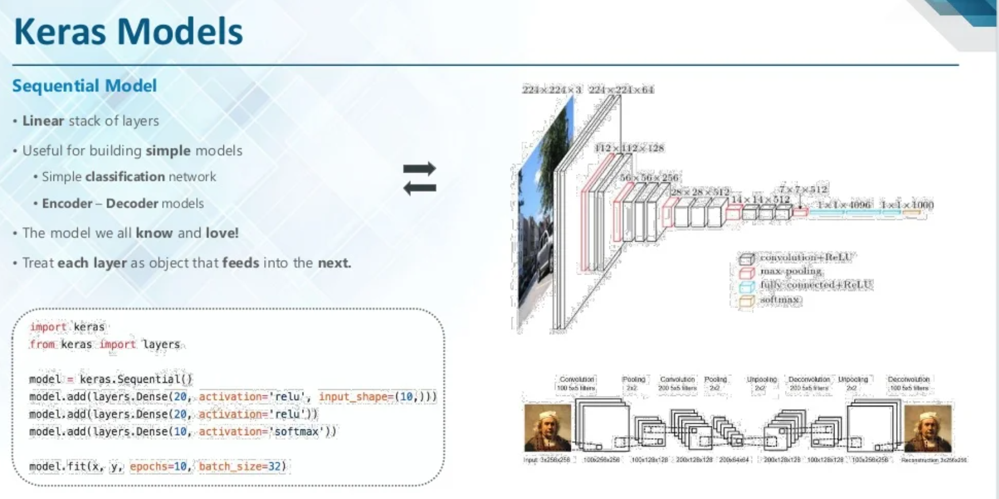 Keras Models
Sequential Model
• Linear stack of layers
• Useful for building simple models
• Simple classification network
• Encoder – Decoder models
• The model we all know and love!
• Treat each layer as object that feeds into the next.
import keras
from keras import layers
model = keras.Sequential()
model.add(layers.Dense(20, activation='relu', input_shape=(10,)))
model.add(layers.Dense(20, activation='relu'))
model.add(layers.Dense(10, activation='softmax'))
model.fit(x, y, epochs=10, batch_size=32)
224×224×3 224×224×64
112×112×128
56×56×256
28×28×512
14×14×512
7×7×512
1×1×4096 1×1×1000
convolution+ReLU
max pooling
fully connected+ReLU
softmax
Convolution Pooling Convolution Pooling Unpooling Deconvolution Unpooling Deconvolution
100 5x5 filters 2x2 200 5x5 filters 2x2 2x2 200 5x5 filters 2x2 100 5x5 filters
Input 3x256x256 100x256x256 100x128x128 200x128x128 200x64x64 200x128x128 100x128x128 100x256x256 Reconstruction 3x256x256